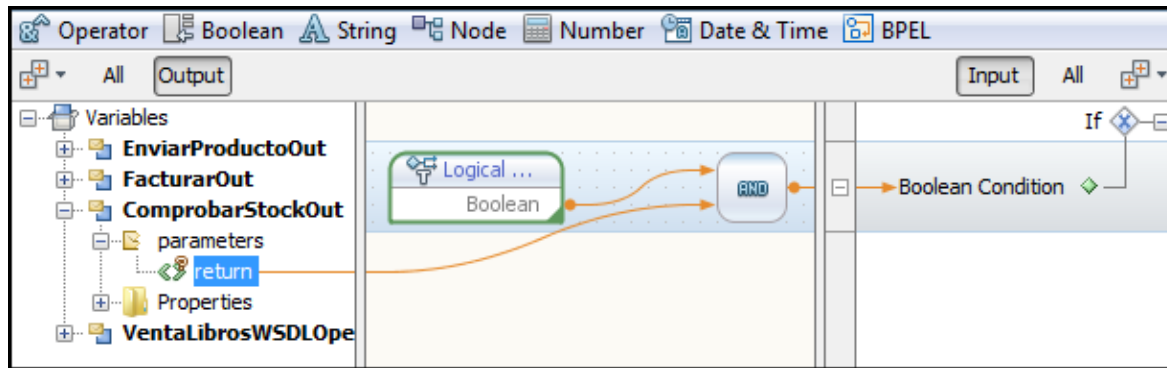 Operator Boolean String Node Number Date & Time BPEL
All Output Input All
Variables If
EnviarProductoOut
Logical ...
FacturarOut
AND
Boolean Condition
Boolean
ComprobarStockOut
parameters
return
Properties
VentaLibrosWSDLOpe